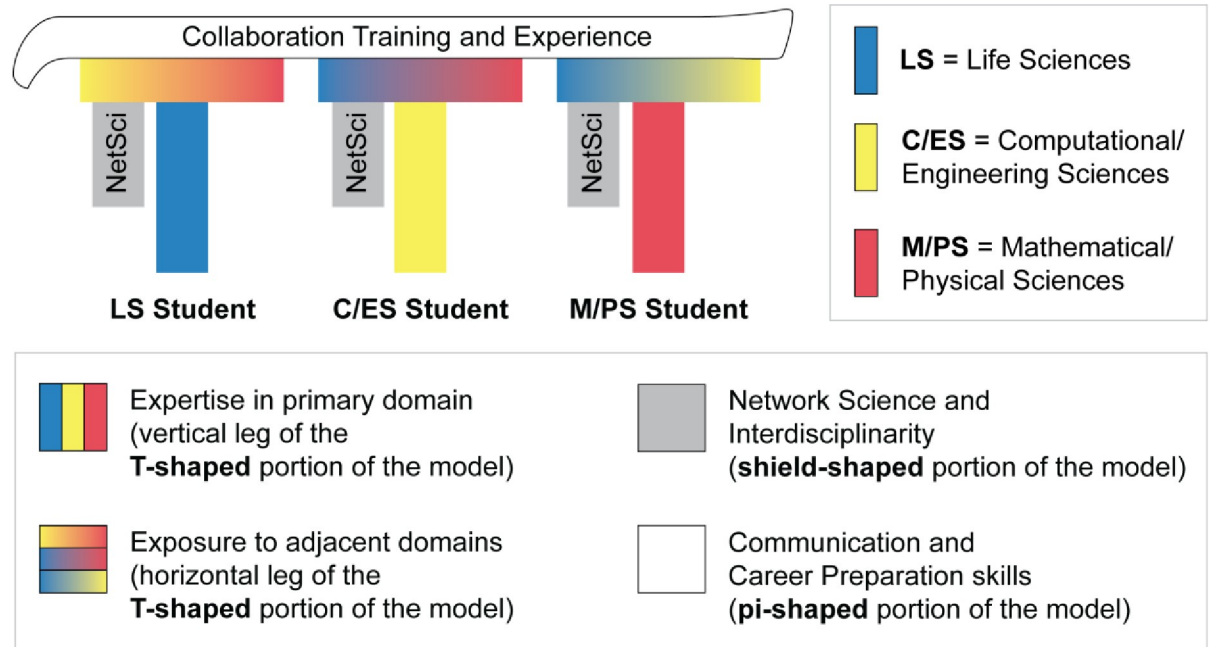 Collaboration Training and Experience
NetSci
NetSci
NetSci
LS Student
C/ES Student
M/PS Student
LS = Life Sciences
C/ES = Computational/
Engineering Sciences
M/PS = Mathematical/
Physical Sciences
Expertise in primary domain
(vertical leg of the
T-shaped portion of the model)
Exposure to adjacent domains
(horizontal leg of the
T-shaped portion of the model)
Network Science and
Interdisciplinarity
(shield-shaped portion of the model)
Communication and
Career Preparation skills
(pi-shaped portion of the model)